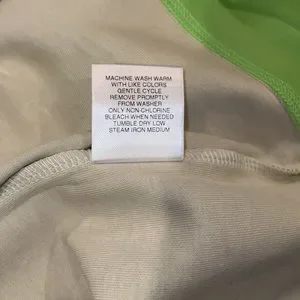 MACHINE WASH WARM
WITH LIKE COLORS
GENTLE CYCLE
REMOVE PROMPTLY
FROM WASHER
ONLY NON-CHLORINE
BLEACH WHEN NEEDED
TUMBLE DRY LOW
STEAM IRON MEDIUM